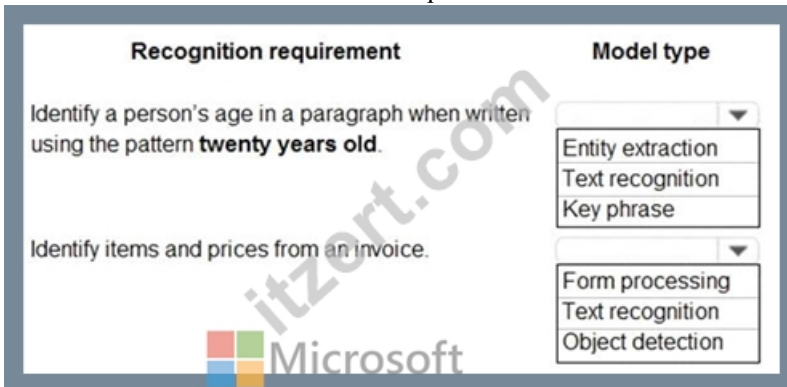 Recognition requirement Model type
Identify a person's age in a paragraph when written
using the pattern twenty years old.
Entity extraction
Text recognition
Key phrase
Identify items and prices from an invoice.
Form processing
Text recognition
Object detection
itzert.com
Microsoft